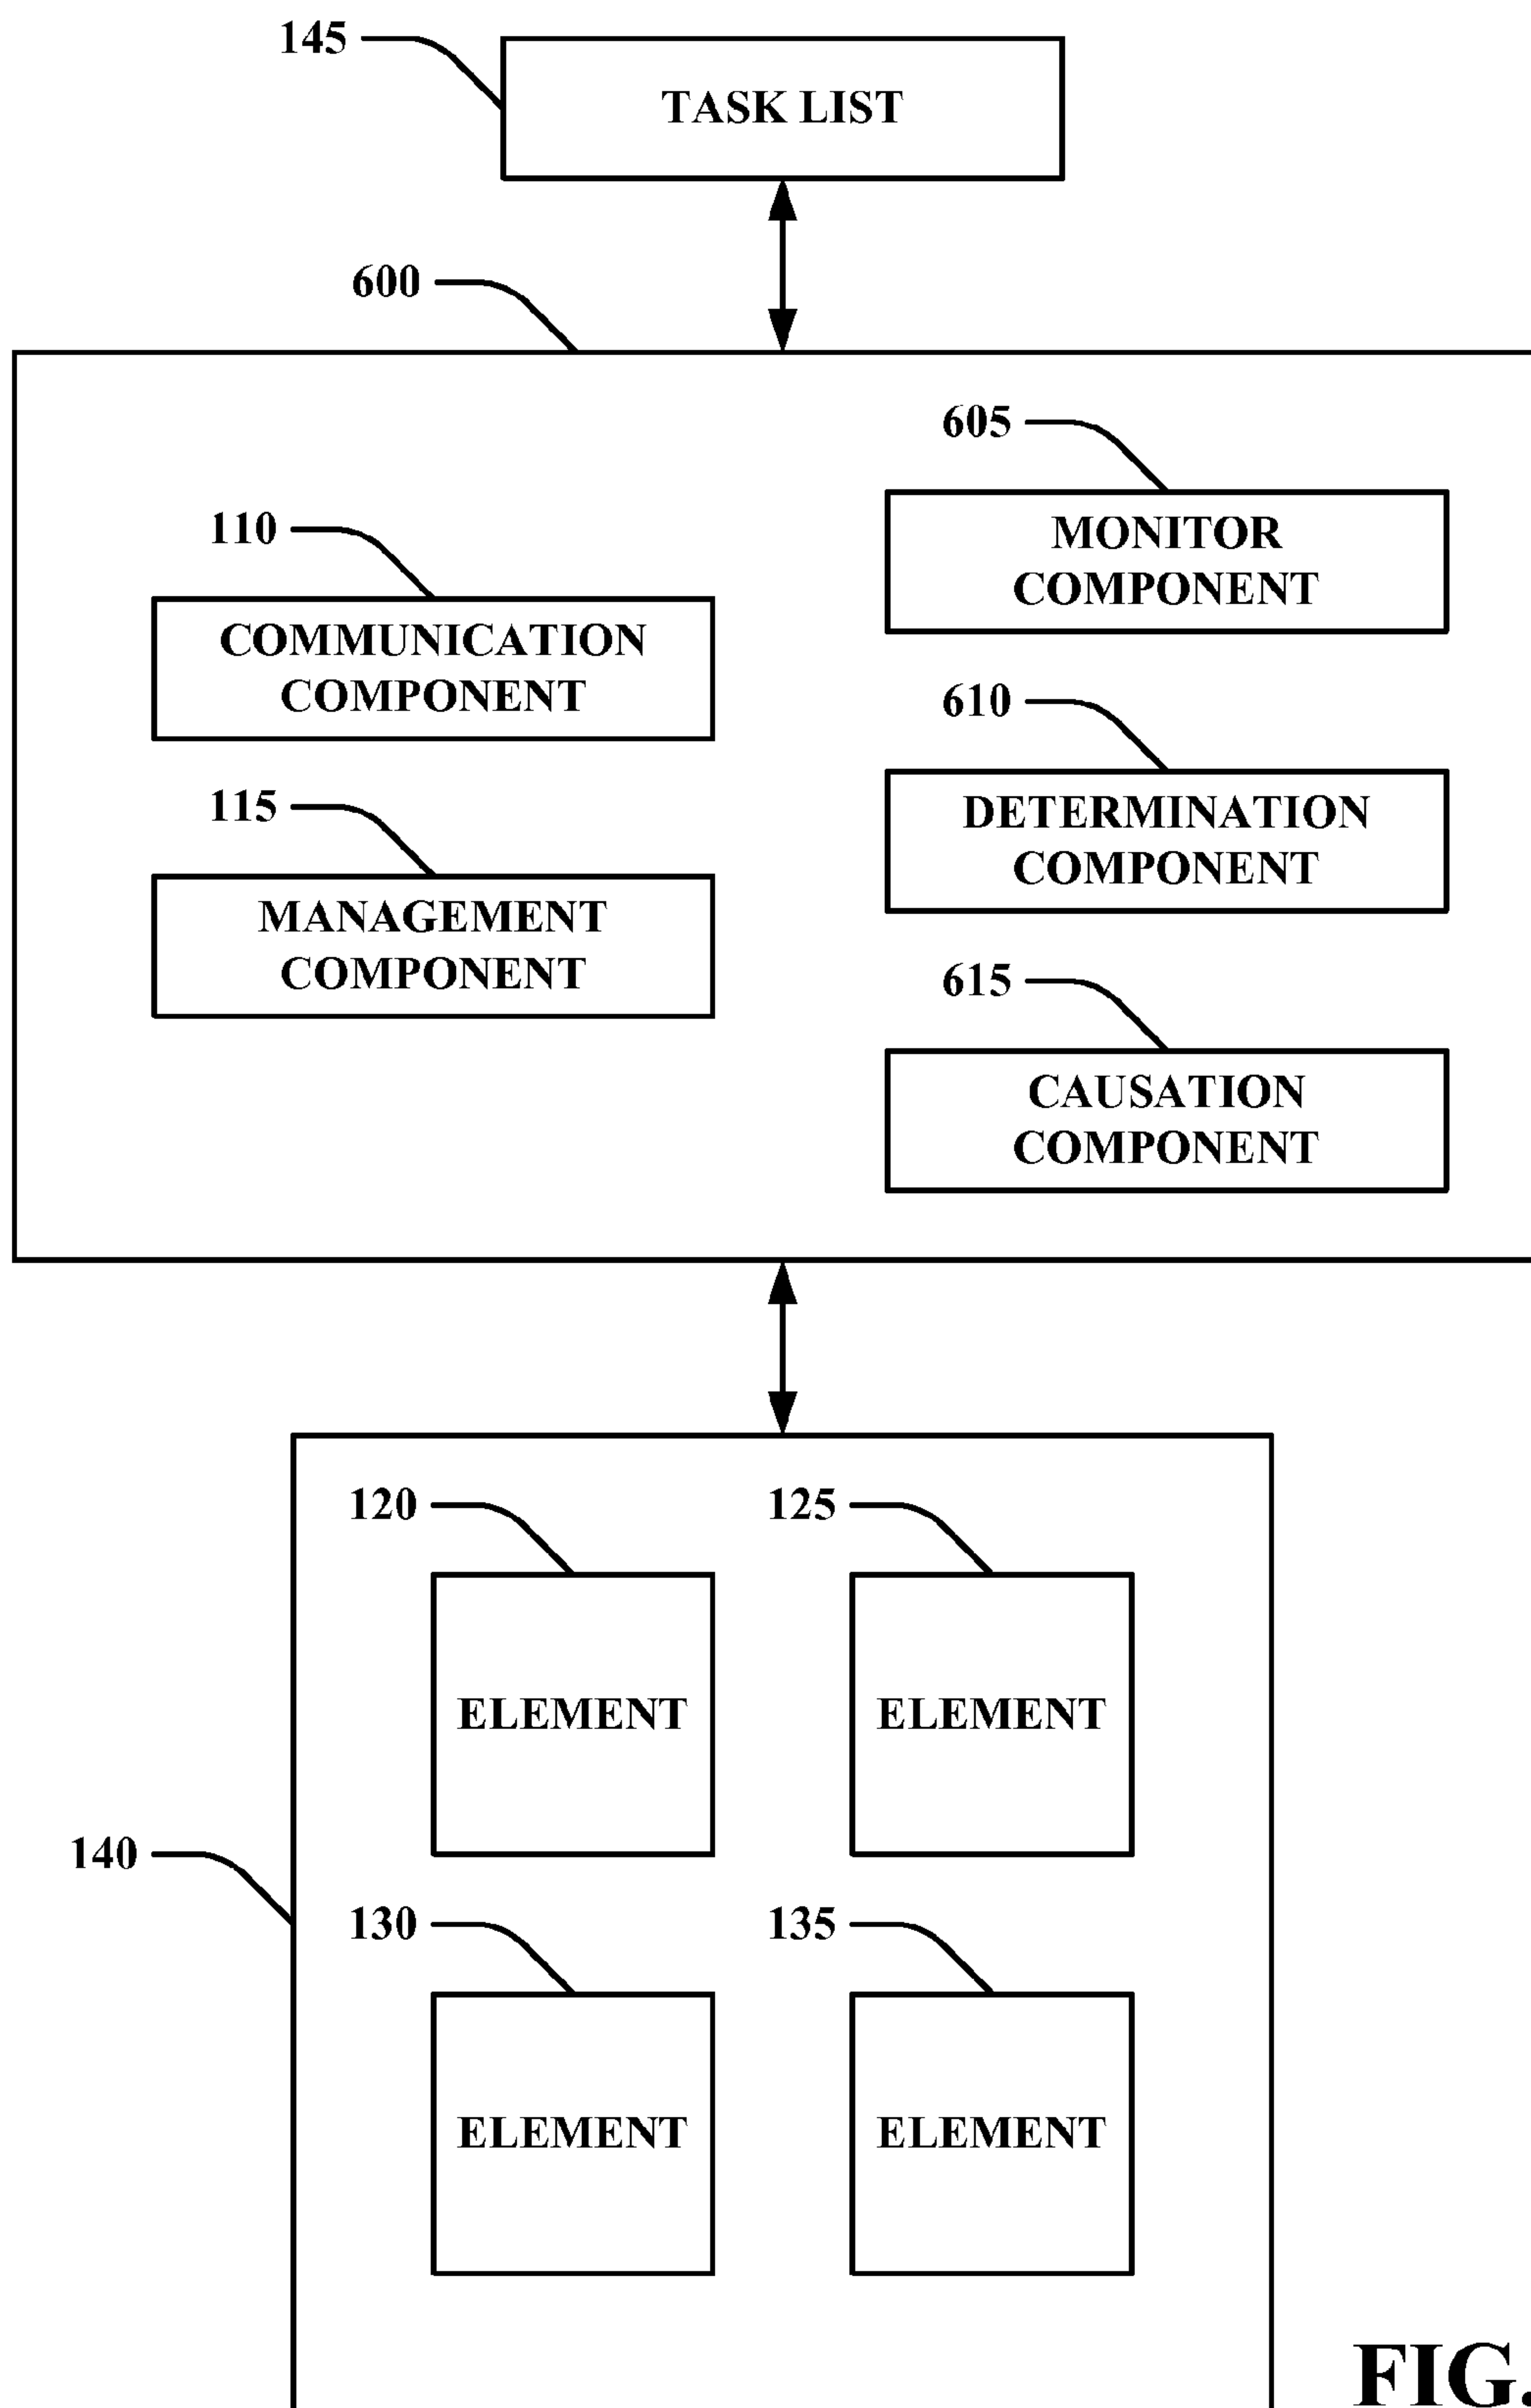 145
TASK LIST
600
605
MONITOR
COMPONENT
110
COMMUNICATION
COMPONENT
610
DETERMINATION
COMPONENT
115
MANAGEMENT
COMPONENT
615
CAUSATION
COMPONENT
120
125
ELEMENT
ELEMENT
140
130
135
ELEMENT
ELEMENT
FIG.